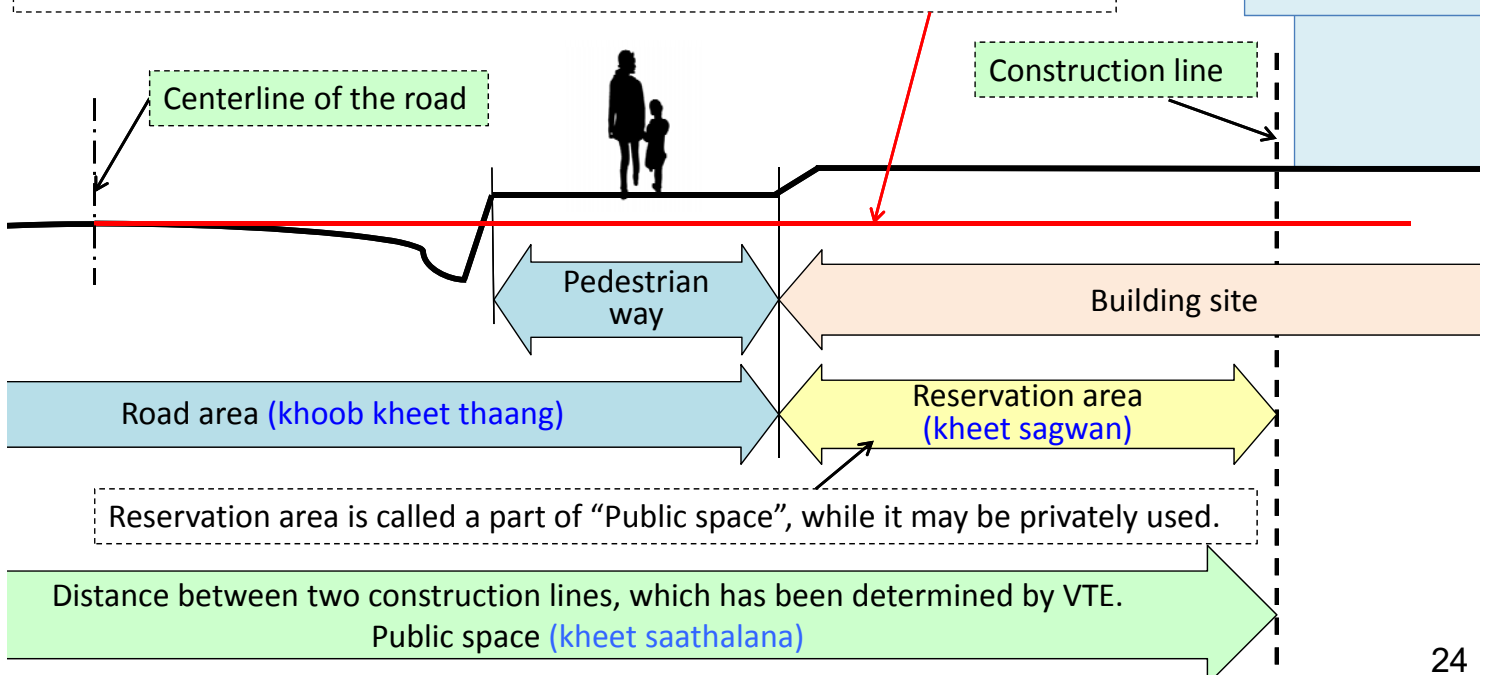 Construction line
Centerline of the road
Pedestrian
way
Building site
Road area (khoob kheet thaang)
Reservation area
(kheet sagwan)
Reservation area is called a part of “Public space”, while it may be privately used.
Distance between two construction lines, which has been determined by VTE.
Public space (kheet saathalana)
24